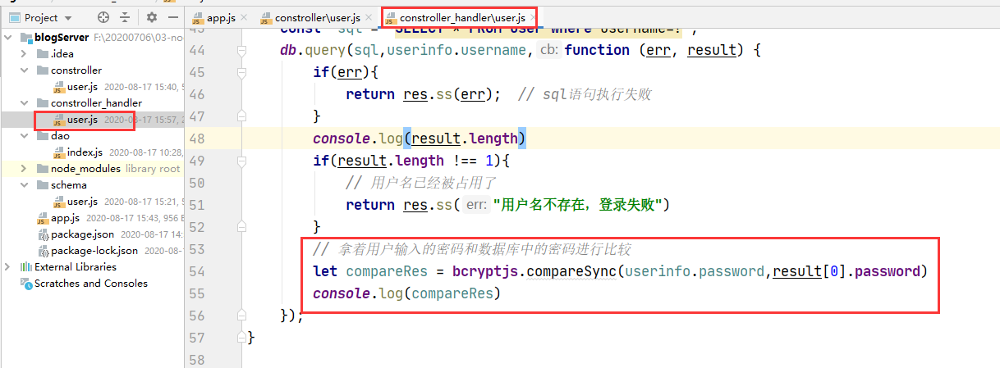 Project
app.js
constroller\user.js
constroller_handler\user.js
blogServer F:\20200706\03-no
.idea
constroller
user.js 2020-08-17 15:40, 5
constroller_handler
user.js 2020-08-17 15:57, 2
dao
index.js 2020-08-17 10:28,
node_modules library root
schema
user.js 2020-08-17 15:21, 5
app.js 2020-08-17 15:43, 956 B
package.json 2020-08-17 14:
package-lock.json 2020-08-17
External Libraries
Scratches and Consoles
43 const sql = "SELECT * FROM user where username=?";
44 db.query(sql,userinfo.username, cb: function (err, result) {
45 if(err){
46 return res.ss(err); // sql语句执行失败
47 }
48 console.log(result.length)
49 if(result.length !== 1){
50 // 用户名已经被占用了
51 return res.ss( err: "用户名不存在，登录失败")
52 }
53 // 拿着用户输入的密码和数据库中的密码进行比较
54 let compareRes = bcryptjs.compareSync(userinfo.password,result[0].password)
55 console.log(compareRes)
56 });
57 }
58